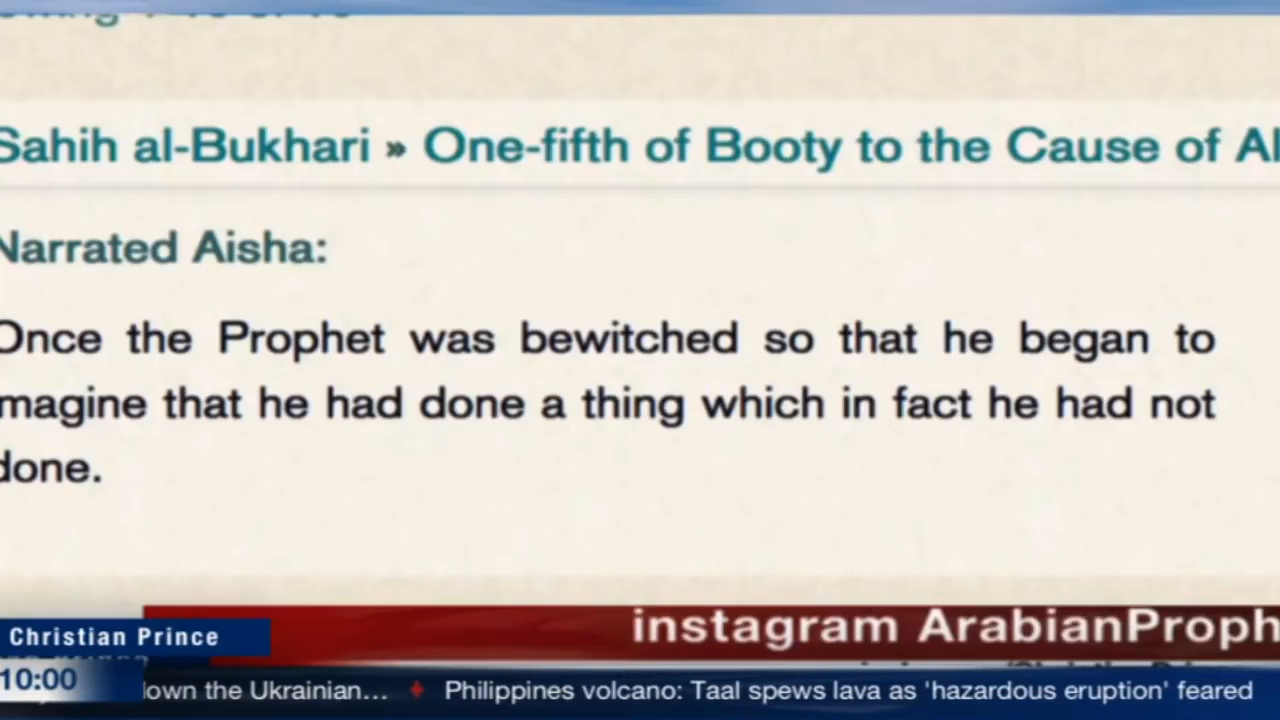 Sahih al-Bukhari » One-fifth of Booty to the Cause of Al
Narrated Aisha:
Once the Prophet was bewitched so that he began to
imagine that he had done a thing which in fact he had not
done.
instagram ArabianProph
Christian Prince
10:00
down the Ukrainian... ♦ Philippines volcano: Taal spews lava as 'hazardous eruption' feared